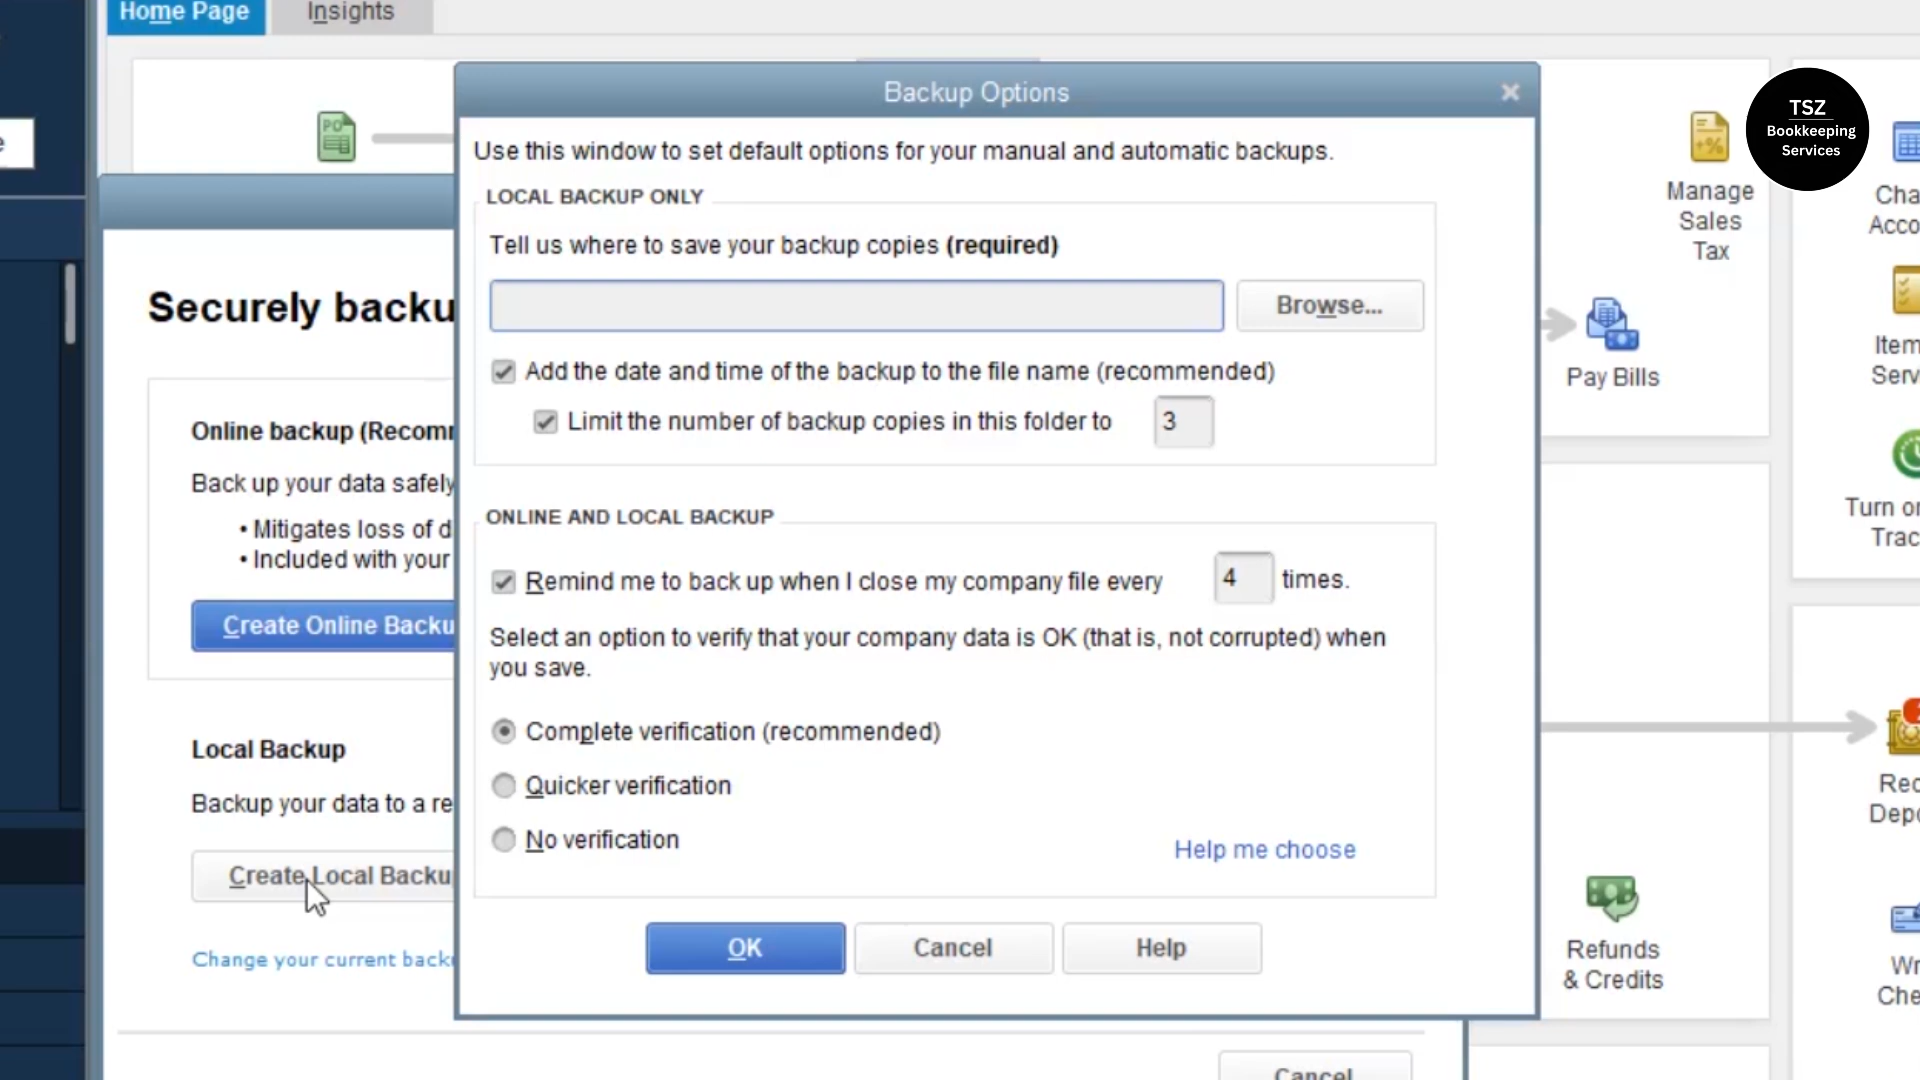 Home Page
Insights
Backup Options
Use this window to set default options for your manual and automatic backups.
LOCAL BACKUP ONLY
Tell us where to save your backup copies (required)
Browse...
Add the date and time of the backup to the file name (recommended)
Limit the number of backup copies in this folder to 3
ONLINE AND LOCAL BACKUP
Remind me to back up when I close my company file every 4 times.
Select an option to verify that your company data is OK (that is, not corrupted) when
you save.
Complete verification (recommended)
Quicker verification
No verification
Help me choose
OK
Cancel
Help
Securely backu
Online backup (Recom
Back up your data safely
• Mitigates loss of d
• Included with your
Create Online Backu
Local Backup
Backup your data to a re
Create Local Backu
Change your current back
Cancel
PO
TSZ
Bookkeeping
Services
+%
Manage
Sales
Tax
Pay Bills
Refunds
& Credits
Cha
Acco
Item
Serv
Turn o
Trac
Rec
Depo
Wr
Che